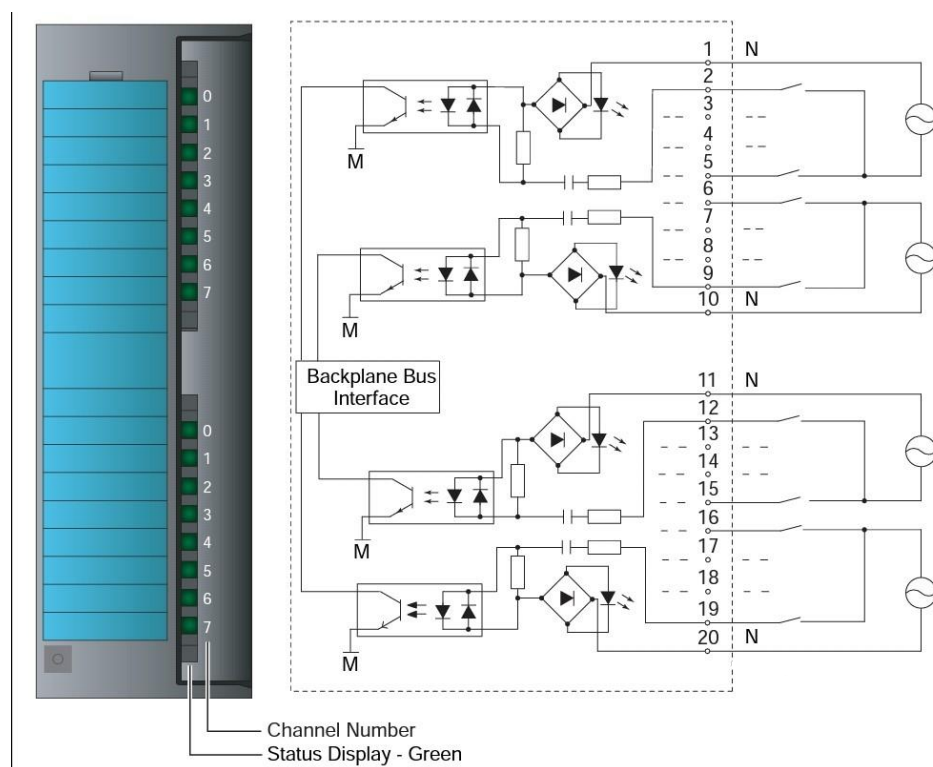 0
1
2
3
4
5
6
7
0
1
2
3
4
5
6
7
Channel Number
Status Display - Green
M
M
Backplane Bus
Interface
M
M
1 N
2
3
4
5
6
7
8
9
10 N
11 N
12
13
14
15
16
17
18
19
20 N